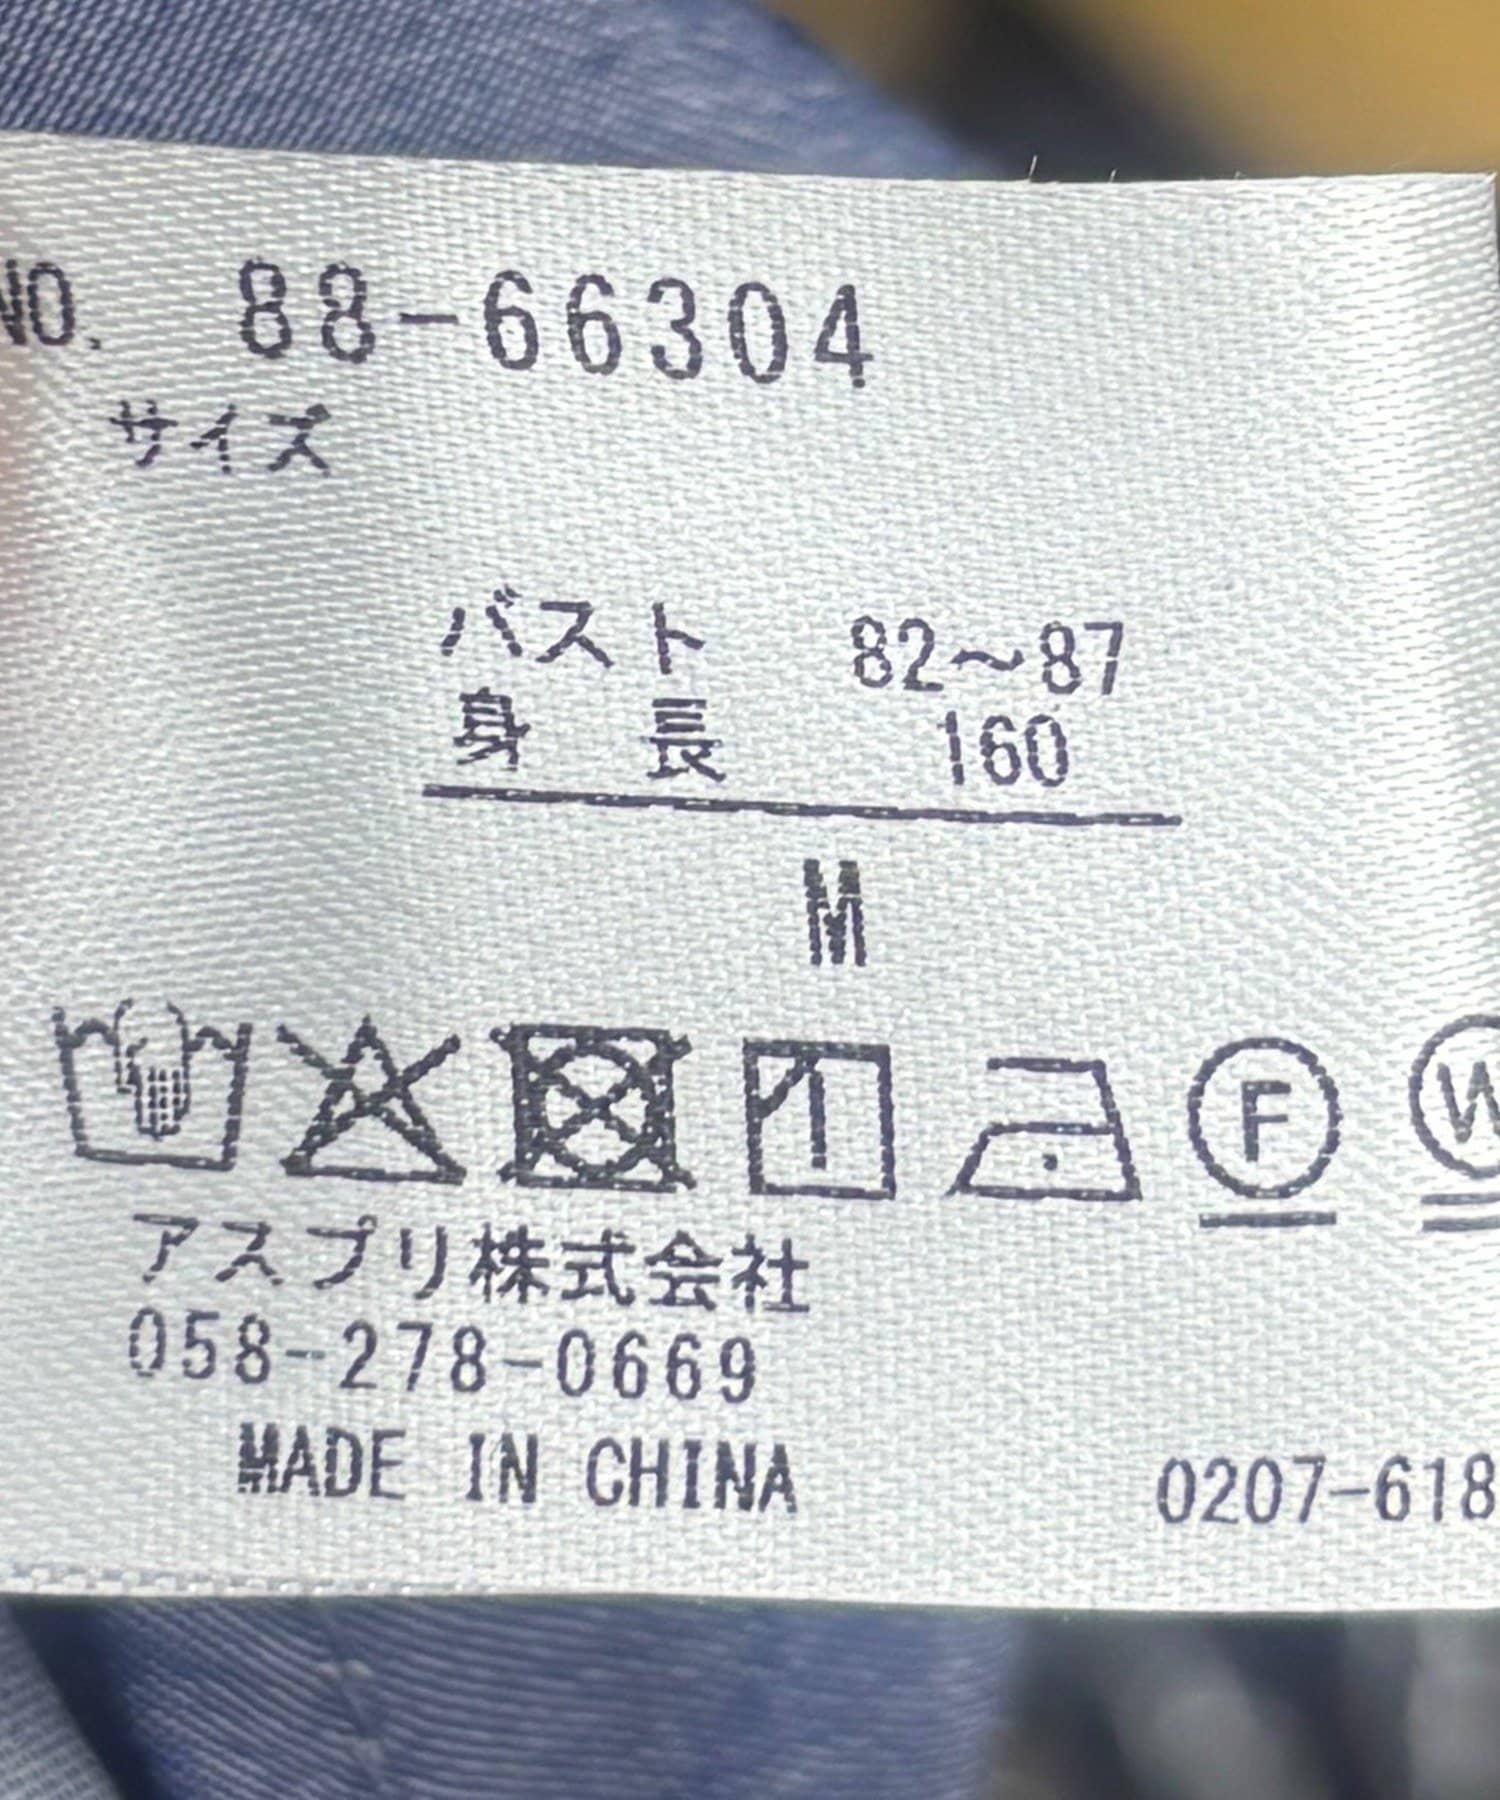 NO. 88-66304
サイズ
バスト 82～87
身長 160
M
F W
アスプリ株式会社
058-278-0669
MADE IN CHINA
0207-618